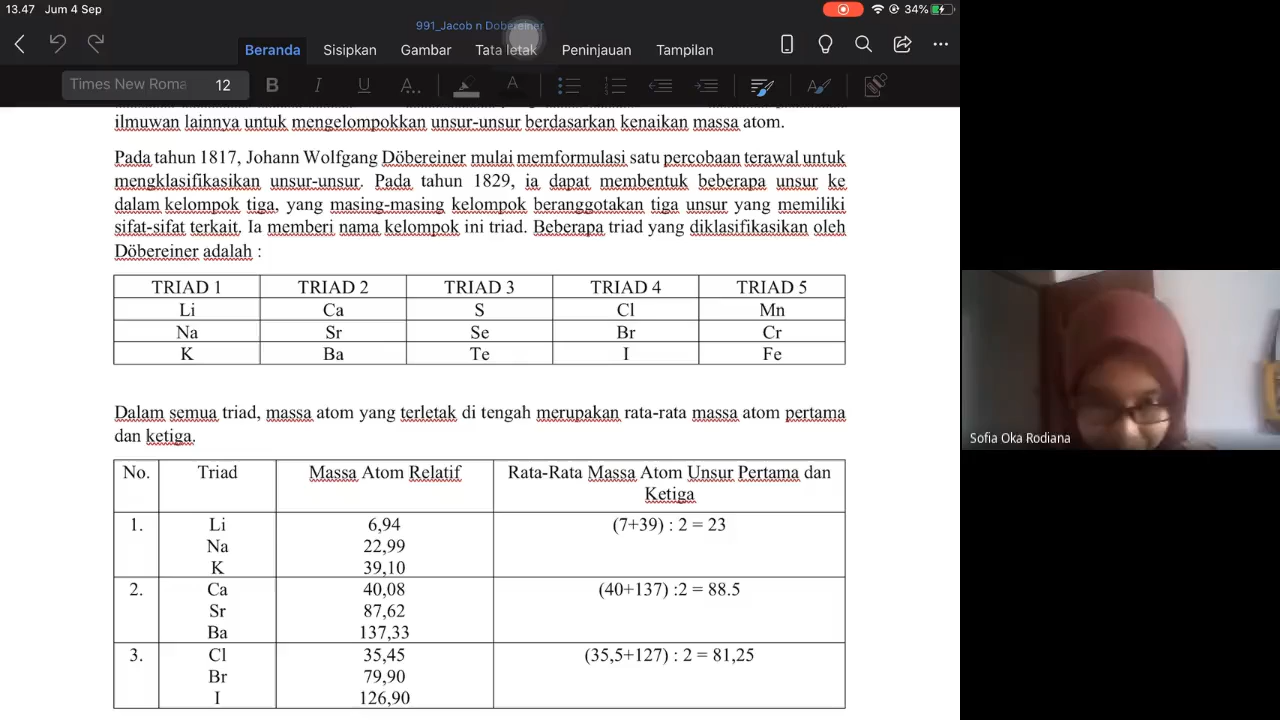 13.47 Jum 4 Sep
34%
991_Jacob n Dobereiner
Beranda Sisipkan Gambar Tata letak Peninjauan Tampilan
Times New Roma 12 B I U A.. A
ilmuwan lainnya untuk mengelompokkan unsur-unsur berdasarkan kenaikan massa atom.
Pada tahun 1817, Johann Wolfgang Döbereiner mulai memformulasi satu percobaan terawal untuk
mengklasifikasikan unsur-unsur. Pada tahun 1829, ia dapat membentuk beberapa unsur ke
dalam kelompok tiga, yang masing-masing kelompok beranggotakan tiga unsur yang memiliki
sifat-sifat terkait. Ia memberi nama kelompok ini triad. Beberapa triad yang diklasifikasikan oleh
Döbereiner adalah :
TRIAD 1 TRIAD 2 TRIAD 3 TRIAD 4 TRIAD 5
Li Ca S Cl Mn
Na Sr Se Br Cr
K Ba Te I Fe
Dalam semua triad, massa atom yang terletak di tengah merupakan rata-rata massa atom pertama
dan ketiga.
No. Triad Massa Atom Relatif Rata-Rata Massa Atom Unsur Pertama dan
Ketiga
1. Li 6,94 (7+39) : 2 = 23
Na 22,99
K 39,10
2. Ca 40,08 (40+137) :2 = 88.5
Sr 87,62
Ba 137,33
3. Cl 35,45 (35,5+127) : 2 = 81,25
Br 79,90
I 126,90
Sofia Oka Rodiana